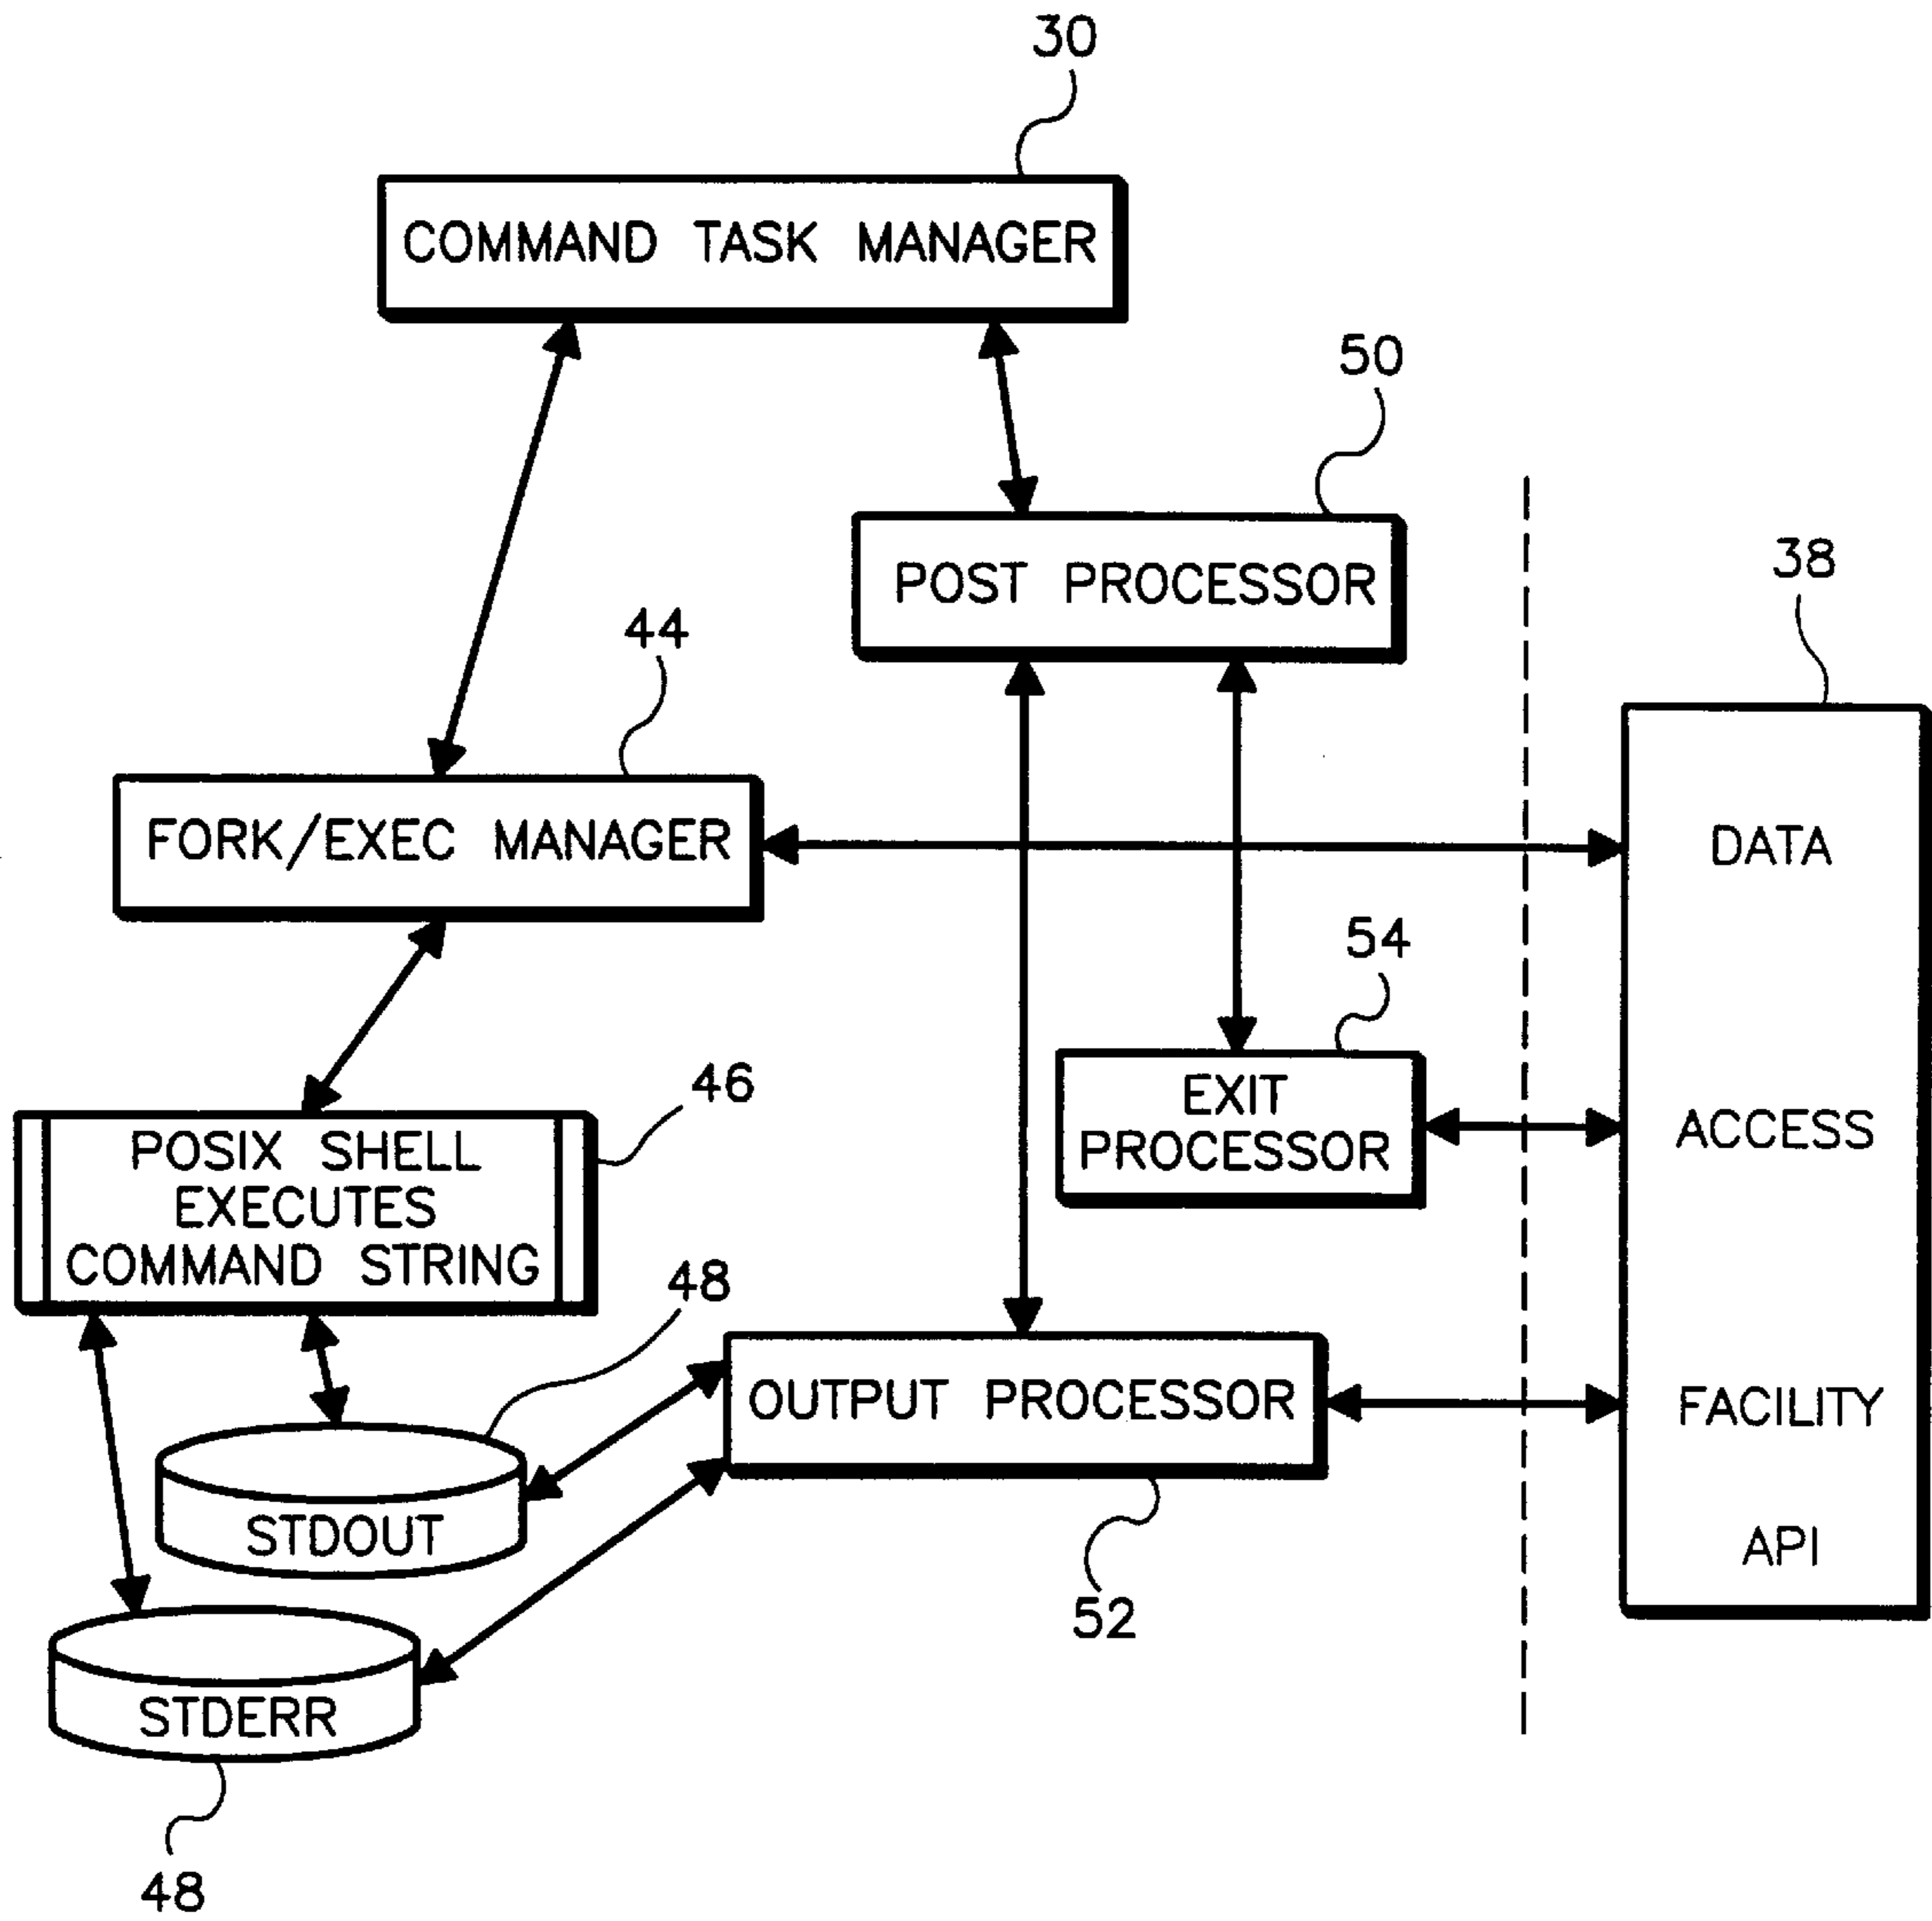 30
COMMAND TASK MANAGER
50
POST PROCESSOR
38
44
FORK/EXEC MANAGER
DATA
54
46
EXIT
PROCESSOR
ACCESS
POSIX SHELL
EXECUTES
COMMAND STRING
48
OUTPUT PROCESSOR
FACILITY
STDOUT
API
52
STDERR
48